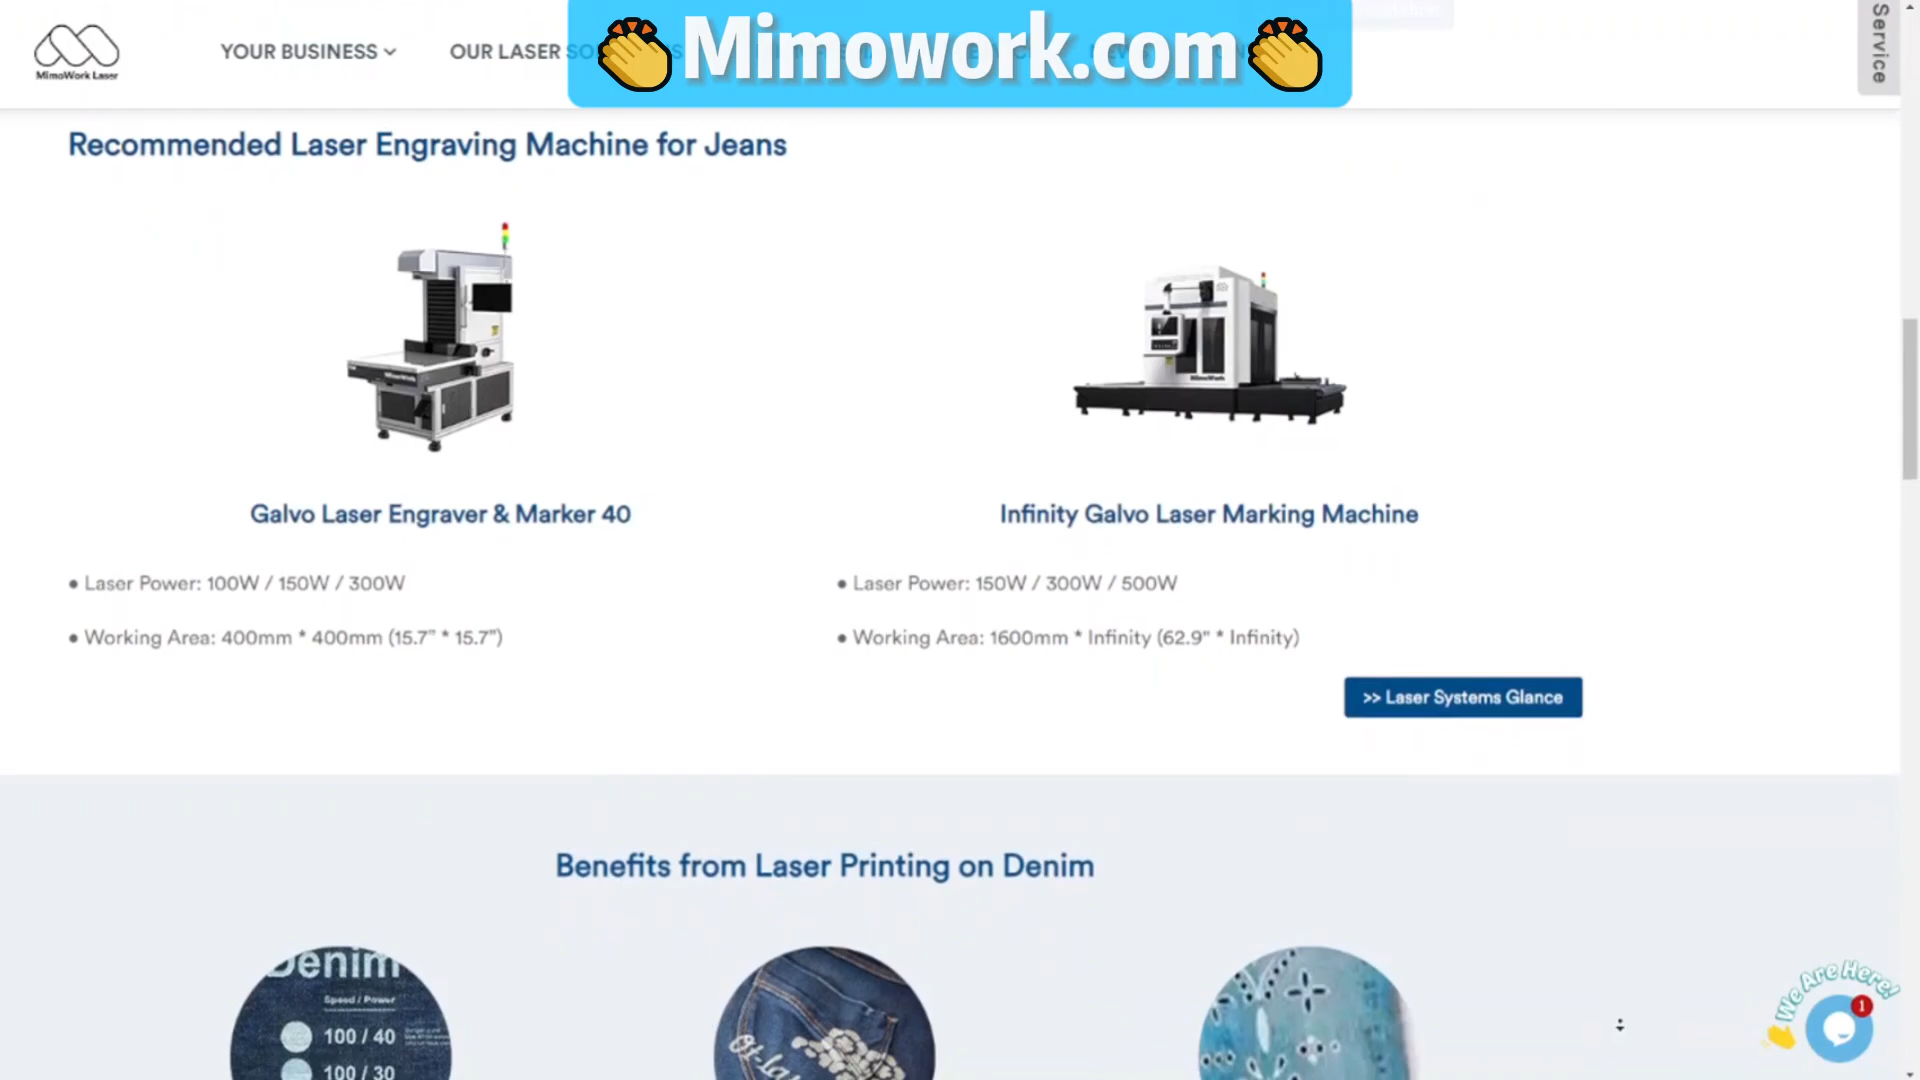 Service
Mimowork.com
MimoWork Laser
YOUR BUSINESS
OUR LASER
Recommended Laser Engraving Machine for Jeans
MimoWork
MimoWork
Galvo Laser Engraver & Marker 40
Infinity Galvo Laser Marking Machine
● Laser Power: 100W / 150W / 300W
● Laser Power: 150W / 300W / 500W
● Working Area: 400mm * 400mm (15.7” * 15.7”)
● Working Area: 1600mm * Infinity (62.9" * Infinity)
>> Laser Systems Glance
Benefits from Laser Printing on Denim
Denim
Speed / Power
100 / 40
100 / 30
We Are Here!
1